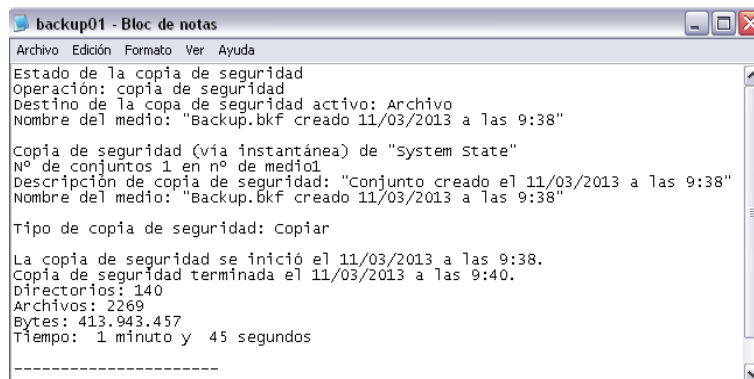 backup01 - Bloc de notas
Archivo Edición Formato Ver Ayuda
Estado de la copia de seguridad
Operación: copia de seguridad
Destino de la copa de seguridad activo: Archivo
Nombre del medio: "Backup.bkf creado 11/03/2013 a las 9:38"
Copia de seguridad (vía instantánea) de "System State"
Nº de conjuntos 1 en nº de medio1
Descripción de copia de seguridad: "Conjunto creado el 11/03/2013 a las 9:38"
Nombre del medio: "Backup.bkf creado 11/03/2013 a las 9:38"
Tipo de copia de seguridad: Copiar
La copia de seguridad se inició el 11/03/2013 a las 9:38.
Copia de seguridad terminada el 11/03/2013 a las 9:40.
Directorios: 140
Archivos: 2269
Bytes: 413.943.457
Tiempo: 1 minuto y 45 segundos
----------------------